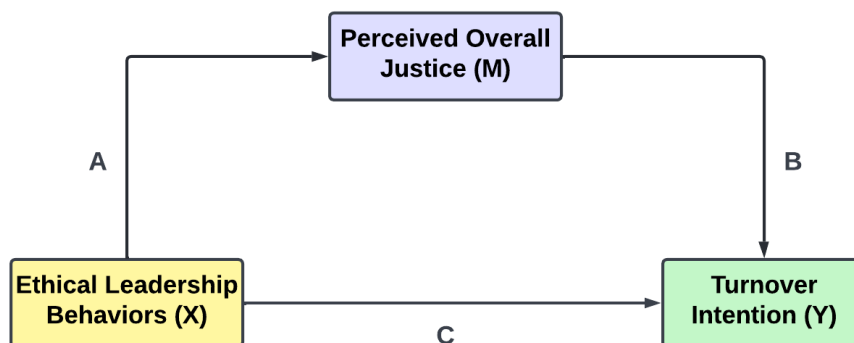 Perceived Overall
Justice (M)
A
B
Ethical Leadership
Behaviors (X)
Turnover
Intention (Y)
C